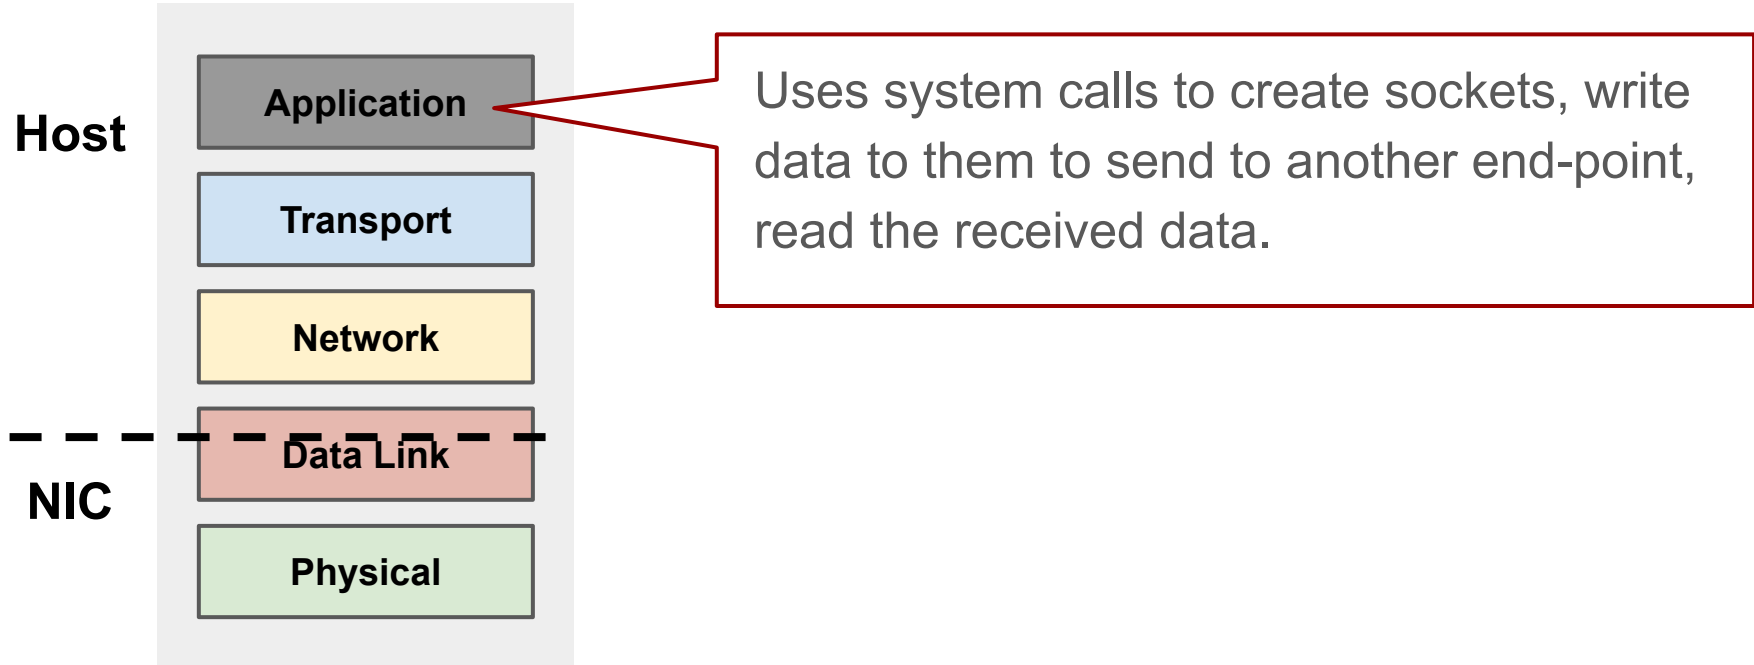 Host
Application
Transport
Network
Data Link
NIC
Physical
Uses system calls to create sockets, write
data to them to send to another end-point,
read the received data.